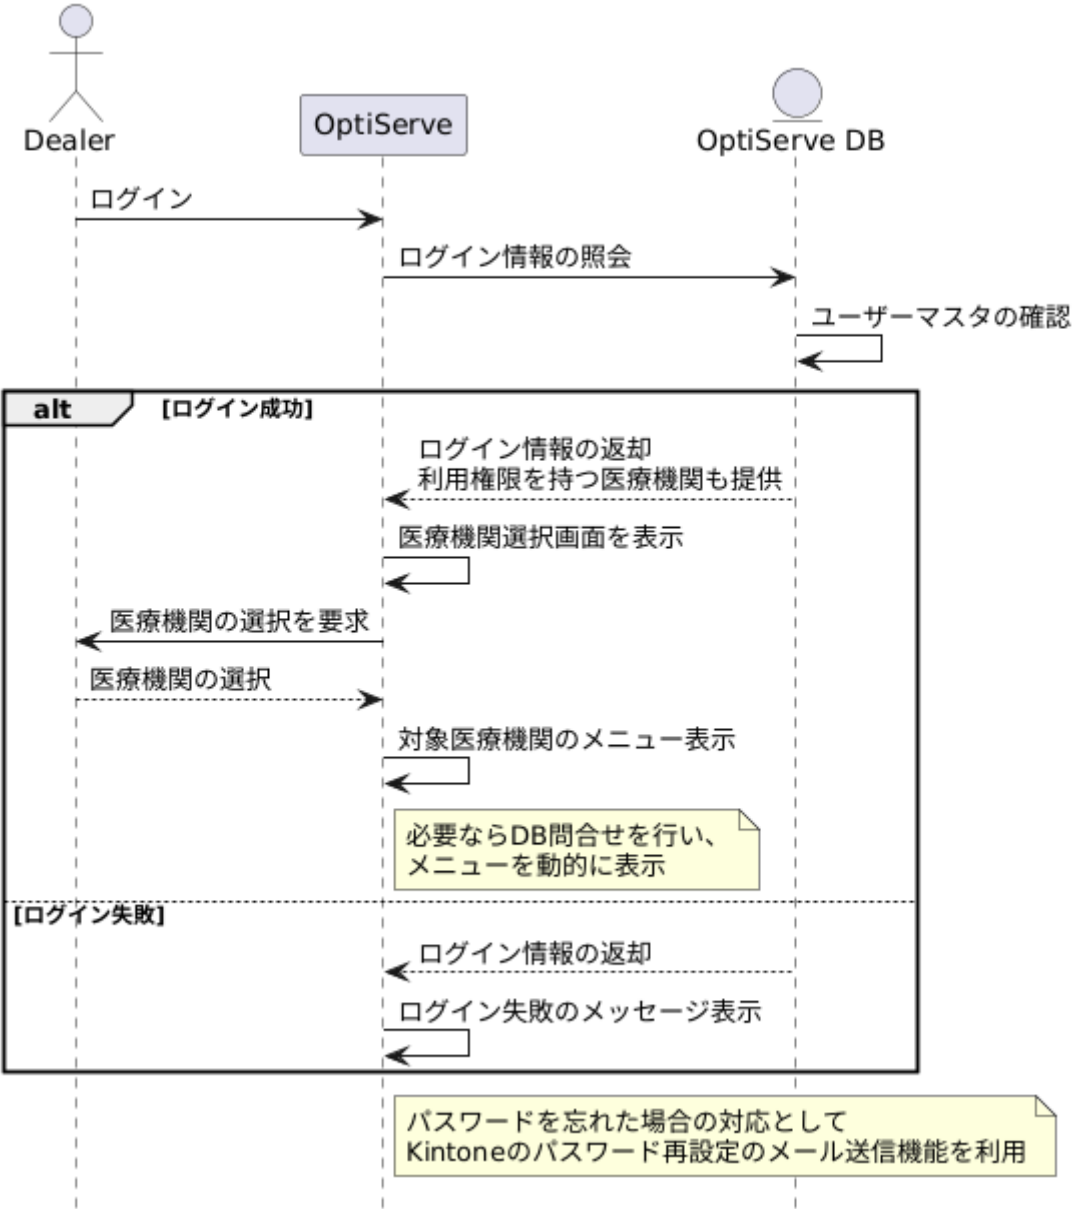 Dealer
OptiServe
OptiServe DB
ログイン
ログイン情報の照会
ユーザーマスタの確認
alt
[ログイン成功]
ログイン情報の返却
利用権限を持つ医療機関も提供
医療機関選択画面を表示
医療機関の選択を要求
医療機関の選択
対象医療機関のメニュー表示
必要ならDB問合せを行い、
メニューを動的に表示
[ログイン失敗]
ログイン情報の返却
ログイン失敗のメッセージ表示
パスワードを忘れた場合の対応として
Kintoneのパスワード再設定のメール送信機能を利用